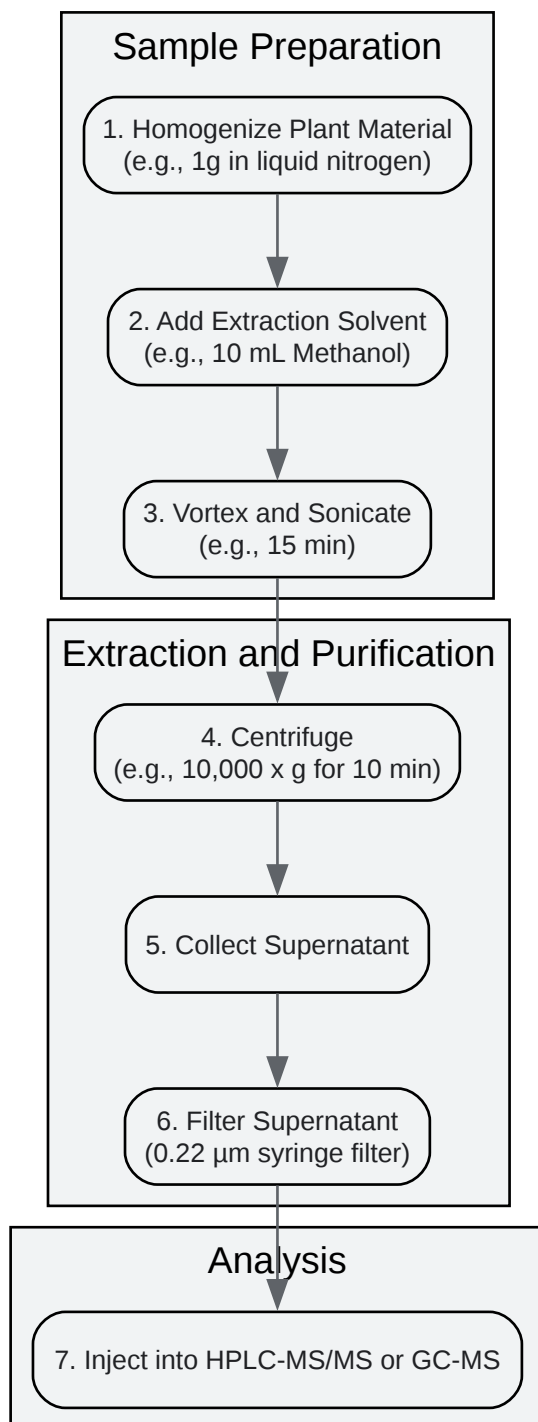 Sample Preparation
1. Homogenize Plant Material
(e.g., 1g in liquid nitrogen)
2. Add Extraction Solvent
(e.g., 10 mL Methanol)
3. Vortex and Sonicate
(e.g., 15 min)
Extraction and Purification
4. Centrifuge
(e.g., 10,000 x g for 10 min)
5. Collect Supernatant
6. Filter Supernatant
(0.22 µm syringe filter)
Analysis
7. Inject into HPLC-MS/MS or GC-MS